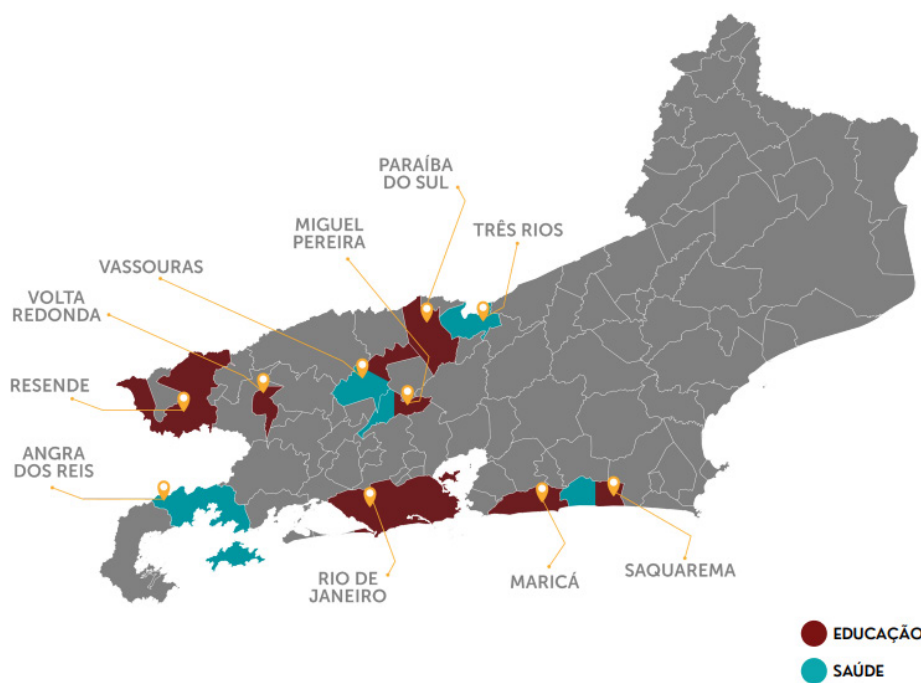 PARAÍBA
DO SUL
MIGUEL
PEREIRA
TRÊS RIOS
VASSOURAS
VOLTA
REDONDA
RESENDE
ANGRA
DOS REIS
RIO DE
JANEIRO
MARICÁ
SAQUAREMA
EDUCAÇÃO
SAÚDE